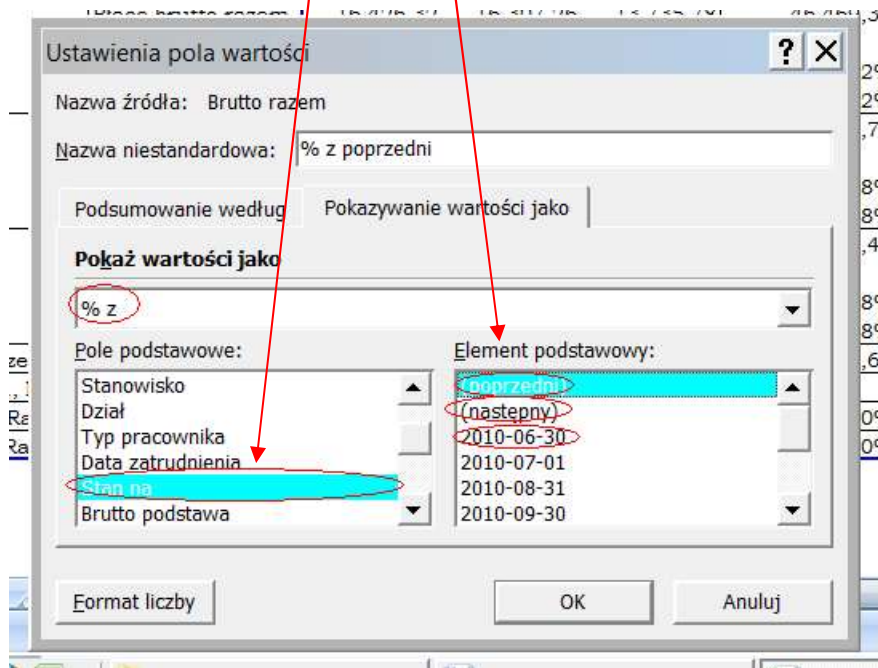 Ustawienia pola wartości
Nazwa źródła: Brutto razem
Nazwa niestandardowa: % z poprzedni
Podsumowanie według Pokazywanie wartości jako
Pokaż wartości jako
% z
Pole podstawowe: Element podstawowy:
Stanowisko (poprzedni)
Dział (następny)
Typ pracownika 2010-06-30
Data zatrudnienia 2010-07-01
Stan na 2010-08-31
Brutto podstawa 2010-09-30
Format liczby OK Anuluj